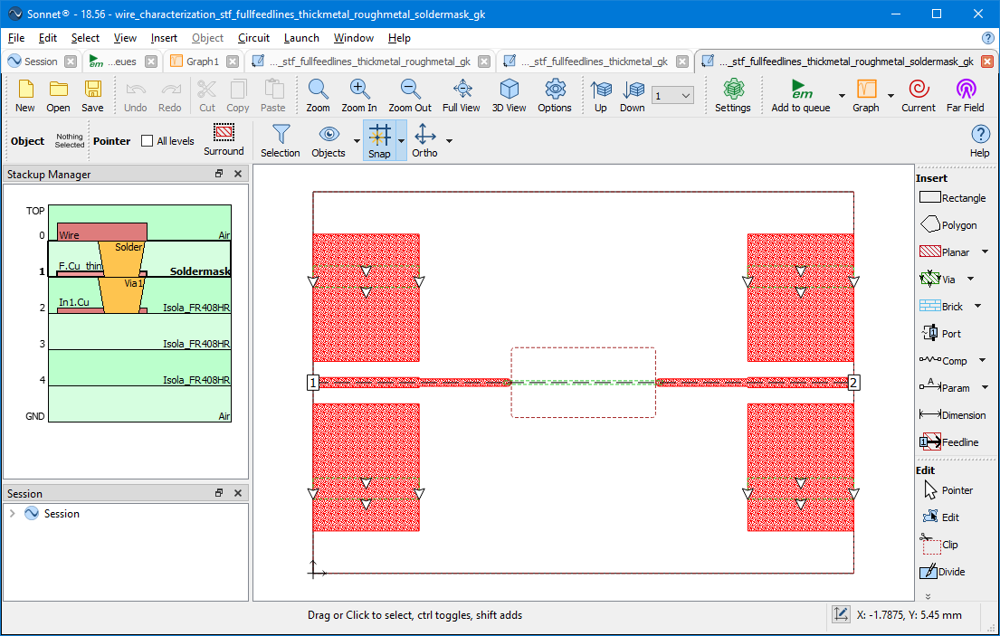 Sonnet® - 18.56 - wire_characterization_stf_fullfeedlines_thickmetal_roughmetal_soldermask_gk
File Edit Select View Insert Object Circuit Launch Window Help
Session em ...eues Graph1 ..._stf_fullfeedlines_thickmetal_roughmetal_gk ..._stf_fullfeedlines_thickmetal_gk ..._stf_fullfeedlines_thickmetal_roughmetal_soldermask_gk
New Open Save Undo Redo Cut Copy Paste Zoom Zoom In Zoom Out Full View 3D View Options Up Down 1 Settings em Add to queue Graph Current Far Field
Object Nothing Selected Pointer All levels Surround Selection Objects Snap Ortho Help
Stackup Manager
TOP
0 Wire Air
Solder
F.Cu_thin
1 Soldermask
Via1
In1.Cu
2 Isola_FR408HR
3 Isola_FR408HR
4 Isola_FR408HR
GND Air
Session
Session
1
2
Insert
Rectangle
Polygon
Planar
Via
Brick
Port
Comp
A Param
Dimension
Feedline
Edit
Pointer
Edit
Clip
Divide
Drag or Click to select, ctrl toggles, shift adds
X: -1.7875, Y: 5.45 mm